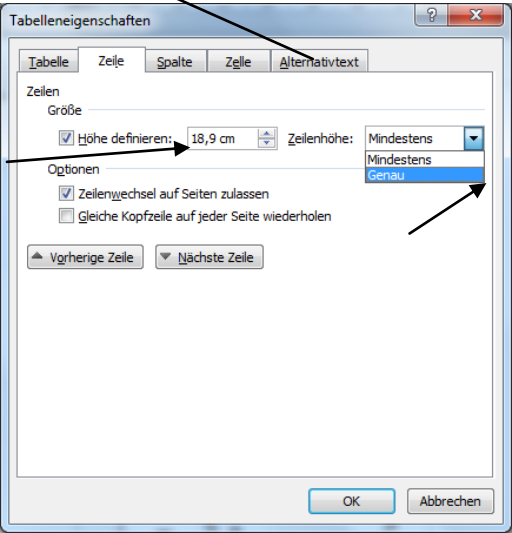 Tabelleneigenschaften
?
X
Tabelle Zeile Spalte Zelle Alternativtext
Zeilen
Größe
Höhe definieren: 18,9 cm Zeilenhöhe: Mindestens
Mindestens
Genau
Optionen
Zeilenwechsel auf Seiten zulassen
Gleiche Kopfzeile auf jeder Seite wiederholen
Vorherige Zeile Nächste Zeile
OK Abbrechen